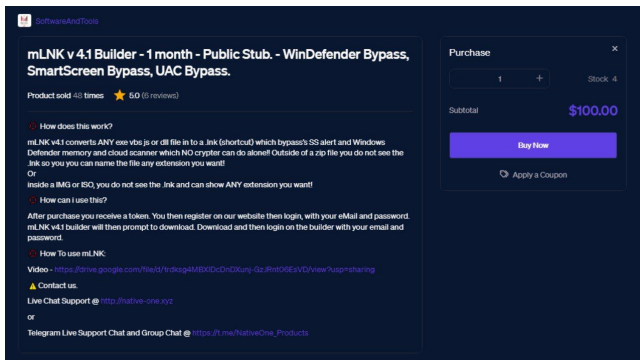 SoftwareAndTools
mLNK v 4.1 Builder - 1 month - Public Stub. - WinDefender Bypass,
SmartScreen Bypass, UAC Bypass.
Product sold 48 times 5.0 (6 reviews)
How does this work?
mLNK v4.1 converts ANY exe vbs js or dll file in to a .lnk (shortcut) which bypass's SS alert and Windows
Defender memory and cloud scanner which NO crypter can do alone!! Outside of a zip file you do not see the
.lnk so you you can name the file any extension you want!
Or
inside a IMG or ISO, you do not see the .lnk and can show ANY extension you want!
How can i use this?
After purchase you receive a token. You then register on our website then login, with your eMail and password.
mLNK v4.1 builder will then prompt to download. Download and then login on the builder with your email and
password.
How To use mLNK:
Video -
Contact us.
Live Chat Support @ http://native-one.xyz
or
Telegram Live Support Chat and Group Chat @ https://t.me/NativeOne_Products
Purchase ×
1 + Stock 4
Subtotal $100.00
Buy Now
Apply a Coupon